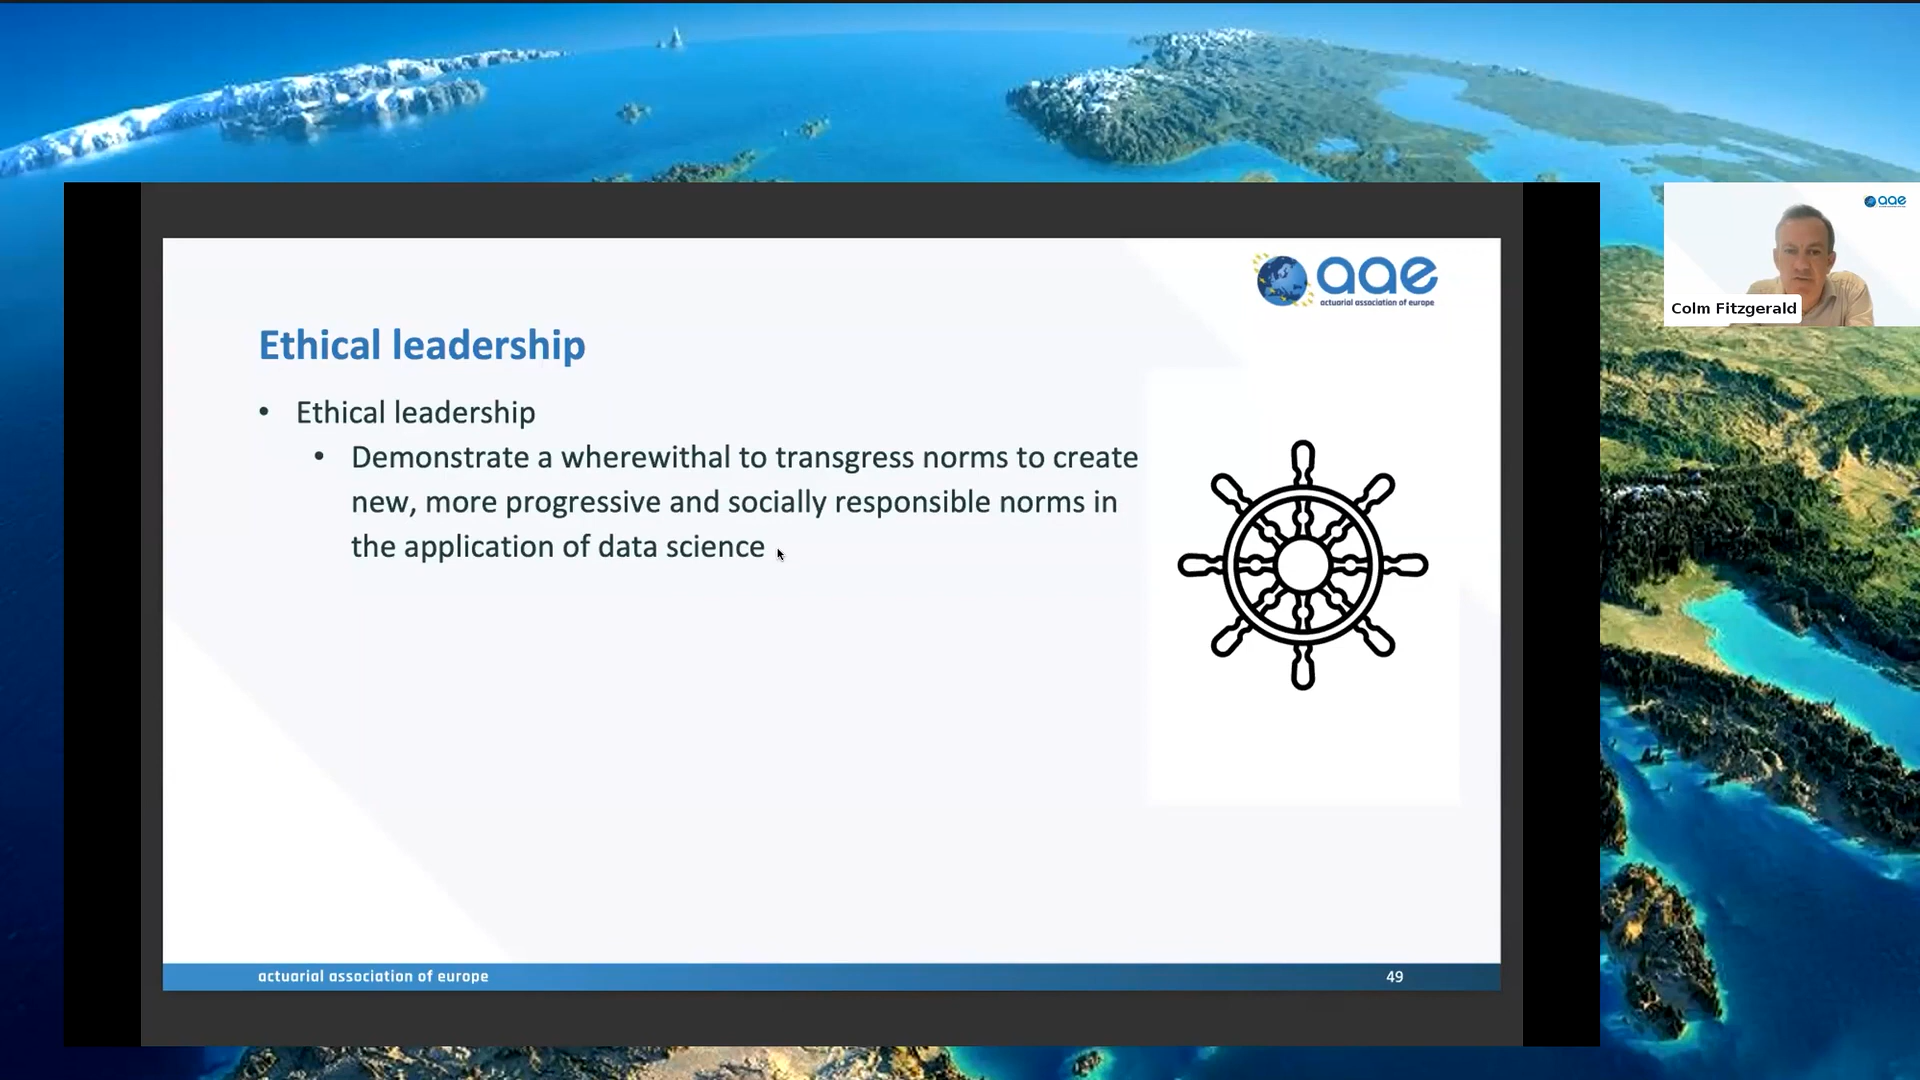 aae
actuarial association of europe
Ethical leadership
• Ethical leadership
• Demonstrate a wherewithal to transgress norms to create
new, more progressive and socially responsible norms in
the application of data science
actuarial association of europe
49
aae
Colm Fitzgerald